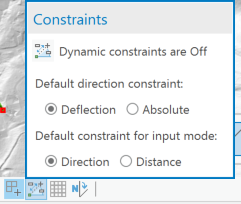 Constraints
Dynamic constraints are Off
Default direction constraint:
Deflection Absolute
Default constraint for input mode:
Direction Distance